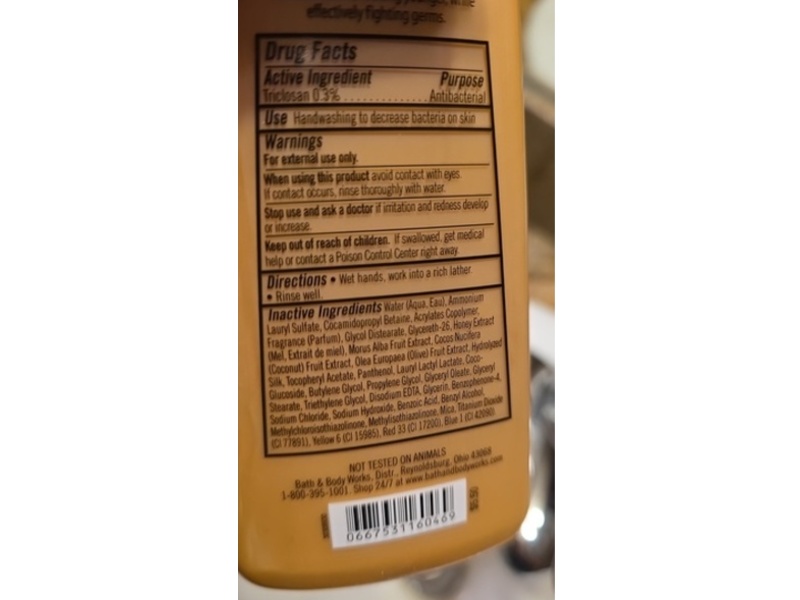 effectively fighting germs.
Drug Facts
Active Ingredient Purpose
Triclosan 0.3% .............. Antibacterial
Use Handwashing to decrease bacteria on skin
Warnings
For external use only.
When using this product avoid contact with eyes.
If contact occurs, rinse thoroughly with water.
Stop use and ask a doctor if irritation and redness develop
or increase.
Keep out of reach of children. If swallowed, get medical
help or contact a Poison Control Center right away.
Directions • Wet hands, work into a rich lather.
• Rinse well.
Inactive Ingredients Water (Aqua, Eau), Ammonium
Lauryl Sulfate, Cocamidopropyl Betaine, Acrylates Copolymer,
Fragrance (Parfum), Glycol Distearate, Glycereth-26, Honey Extract
(Mel, Extrait de miel), Morus Alba Fruit Extract, Cocos Nucifera
(Coconut) Fruit Extract, Olea Europaea (Olive) Fruit Extract, Hydrolyzed
Silk, Tocopheryl Acetate, Panthenol, Lauryl Lactyl Lactate, Coco-
Glucoside, Butylene Glycol, Propylene Glycol, Glyceryl Oleate, Glyceryl
Stearate, Triethylene Glycol, Disodium EDTA, Glycerin, Benzophenone-4,
Sodium Chloride, Sodium Hydroxide, Benzoic Acid, Benzyl Alcohol,
Methylchloroisothiazolinone, Methylisothiazolinone, Mica, Titanium Dioxide
(CI 77891), Yellow 6 (CI 15985), Red 33 (CI 17200), Blue 1 (CI 42090).
NOT TESTED ON ANIMALS
Bath & Body Works, Distr., Reynoldsburg, Ohio 43068
1-800-395-1001 Shop 24/7 at www.bathandbodyworks.com
0667531160469